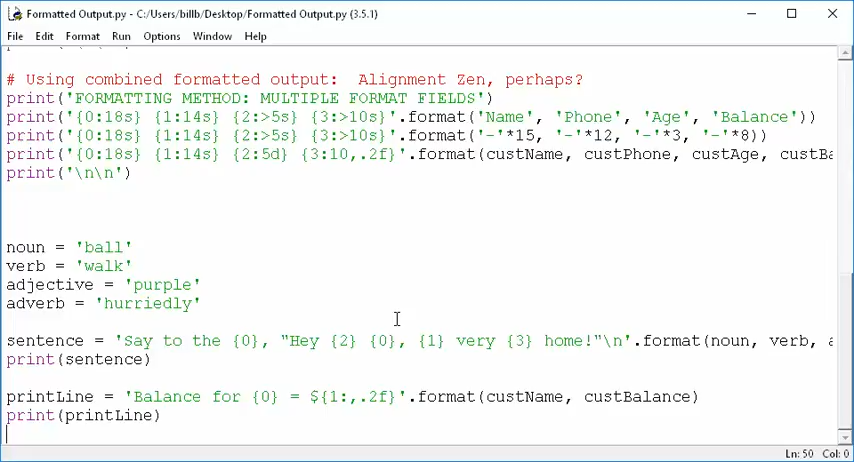 Formatted Output.py - C:/Users/billb/Desktop/Formatted Output.py (3.5.1)
File Edit Format Run Options Window Help
# Using combined formatted output:  Alignment Zen, perhaps?
print('FORMATTING METHOD: MULTIPLE FORMAT FIELDS')
print('{0:18s} {1:14s} {2:>5s} {3:>10s}'.format('Name', 'Phone', 'Age', 'Balance'))
print('{0:18s} {1:14s} {2:>5s} {3:>10s}'.format('-'*15, '-'*12, '-'*3, '-'*8))
print('{0:18s} {1:14s} {2:5d} {3:10,.2f}'.format(custName, custPhone, custAge, custBa
print('\n\n')
noun = 'ball'
verb = 'walk'
adjective = 'purple'
adverb = 'hurriedly'
sentence = 'Say to the {0}, "Hey {2} {0}, {1} very {3} home!"\n'.format(noun, verb, a
print(sentence)
printLine = 'Balance for {0} = ${1:,.2f}'.format(custName, custBalance)
print(printLine)
Ln: 50 Col: 0